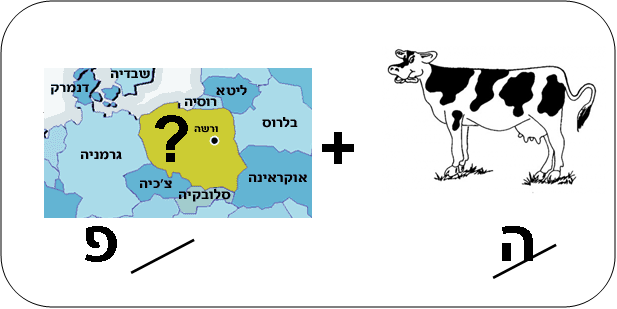 שבדיה
דנמרק
ליטא
רוסיה
בלרוס
?
ורשה
גרמניה
+
צ'כיה
אוקראינה
סלובקיה
ה
פ